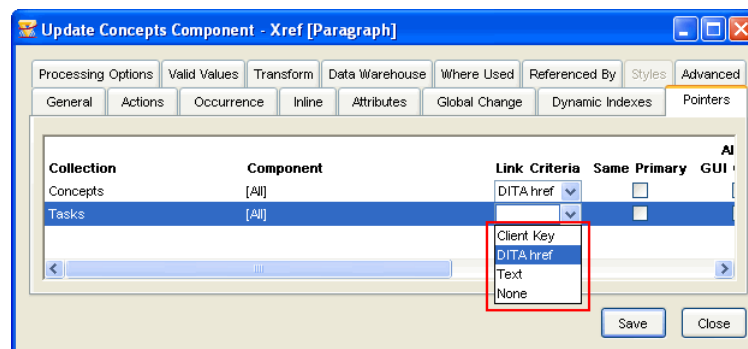 Update Concepts Component - Xref [Paragraph]
Processing Options Valid Values Transform Data Warehouse Where Used Referenced By Styles Advanced
General Actions Occurrence Inline Attributes Global Change Dynamic Indexes Pointers
Collection Component Link Criteria Same Primary GUI
Concepts [All] DITA href
Tasks [All]
Client Key
DITA href
Text
None
Save Close